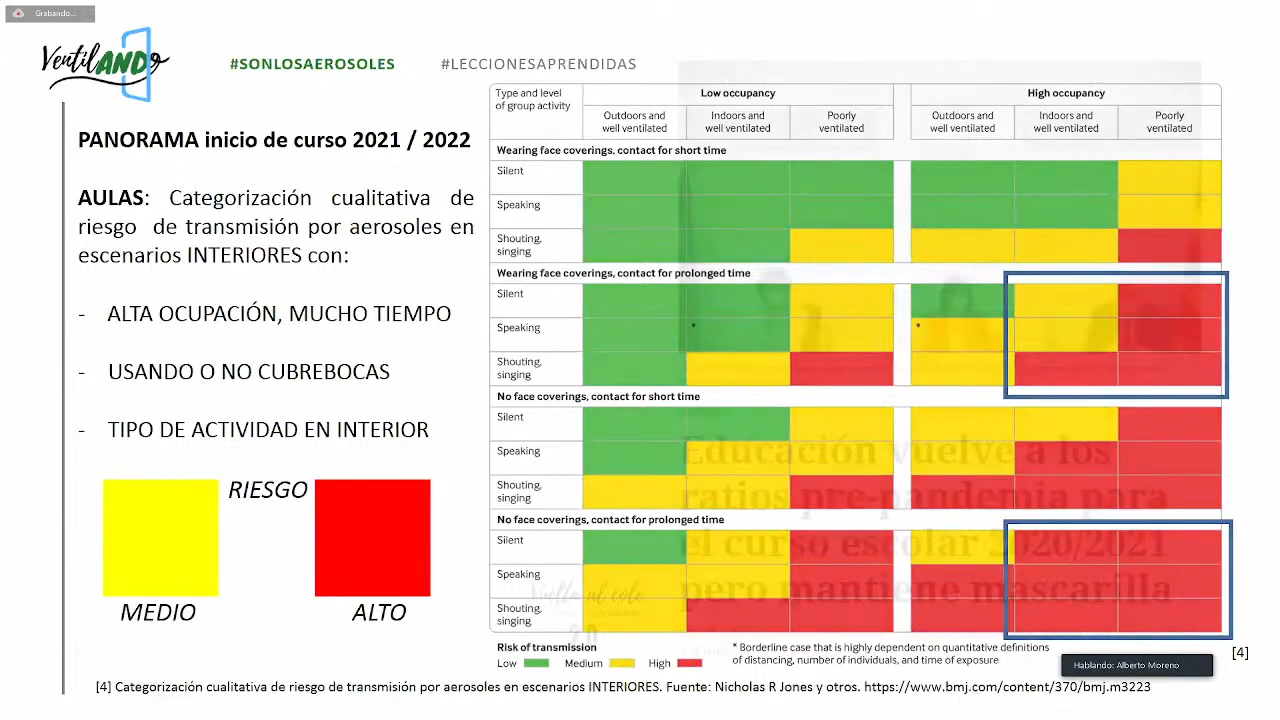 Grabando...
VentilANDo
#SONLOSAEROSOLES #LECCIONESAPRENDIDAS
PANORAMA inicio de curso 2021 / 2022
AULAS: Categorización cualitativa de
riesgo de transmisión por aerosoles en
escenarios INTERIORES con:
- ALTA OCUPACIÓN, MUCHO TIEMPO
- USANDO O NO CUBREBOCAS
- TIPO DE ACTIVIDAD EN INTERIOR
RIESGO
MEDIO
ALTO
Type and level
of group activity
Low occupancy
High occupancy
Outdoors and
well ventilated
Indoors and
well ventilated
Poorly
ventilated
Outdoors and
well ventilated
Indoors and
well ventilated
Poorly
ventilated
Wearing face coverings, contact for short time
Silent
Speaking
Shouting,
singing
Wearing face coverings, contact for prolonged time
Silent
Speaking
*
*
Shouting,
singing
No face coverings, contact for short time
Silent
Speaking
Shouting,
singing
No face coverings, contact for prolonged time
Silent
Speaking
Shouting,
singing
Educación vuelve a los
ratios pre-pandemia para
el curso escolar 2020/2021
pero mantiene mascarilla
Vuelta al cole
2.0
Risk of transmission
Low Medium High
* Borderline case that is highly dependent on quantitative definitions
of distancing, number of individuals, and time of exposure
[4]
Hablando: Alberto Moreno
[4] Categorización cualitativa de riesgo de transmisión por aerosoles en escenarios INTERIORES. Fuente: Nicholas R Jones y otros. https://www.bmj.com/content/370/bmj.m3223